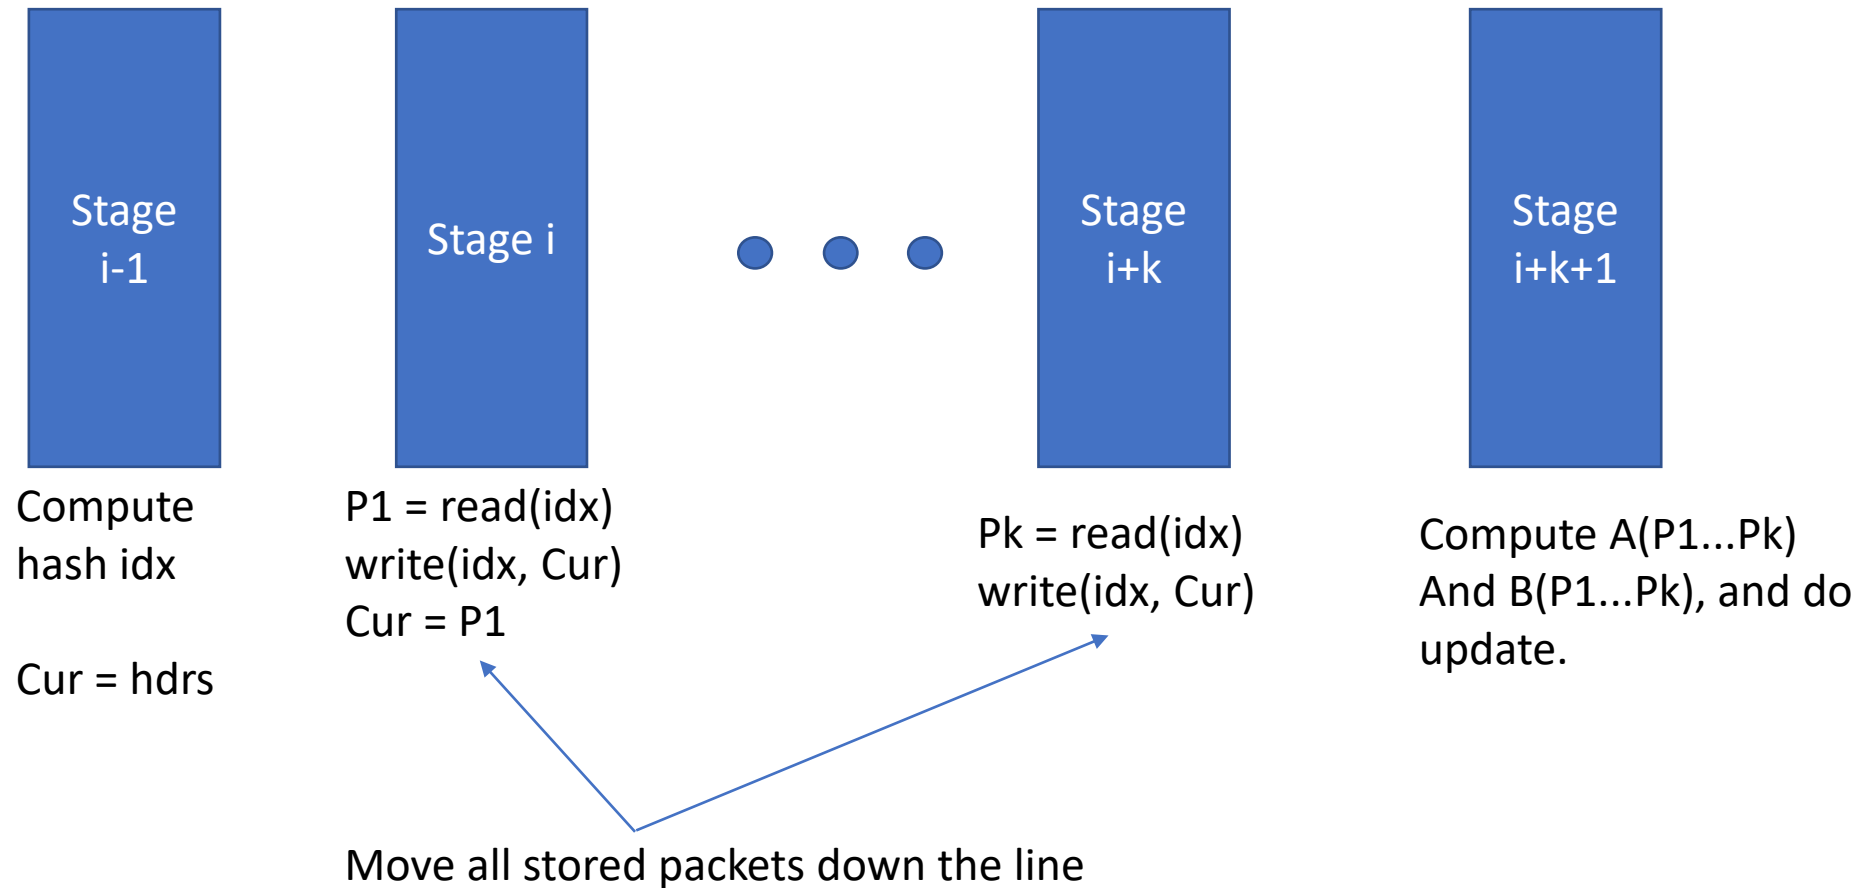 Stage
i-1
Stage i
Stage
i+k
Stage
i+k+1
Compute
hash idx
Cur = hdrs
P1 = read(idx)
write(idx, Cur)
Cur = P1
Pk = read(idx)
write(idx, Cur)
Compute A(P1...Pk)
And B(P1...Pk), and do
update.
Move all stored packets down the line